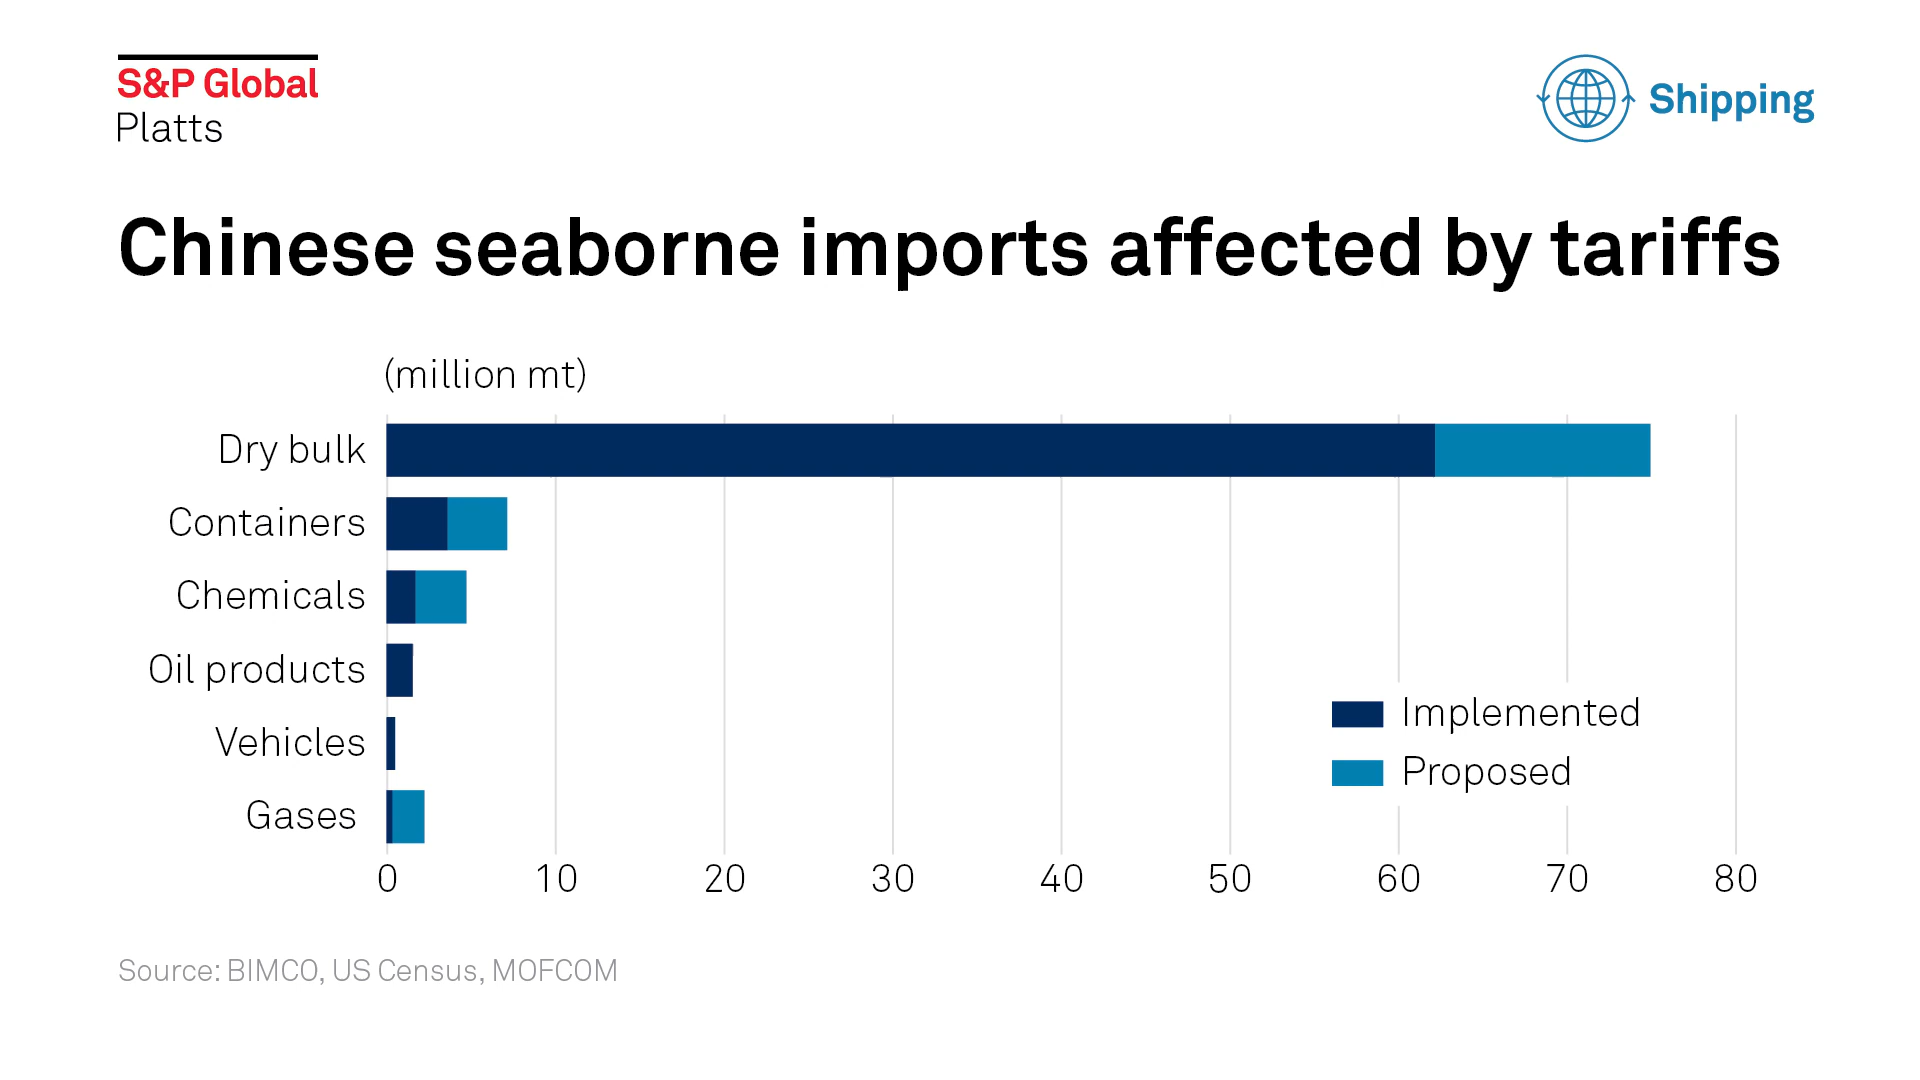 S&P Global
Platts
Shipping
Chinese seaborne imports affected by tariffs
(million mt)
Dry bulk
Containers
Chemicals
Oil products
Vehicles
Gases
Implemented
Proposed
0 10 20 30 40 50 60 70 80
Source: BIMCO, US Census, MOFCOM